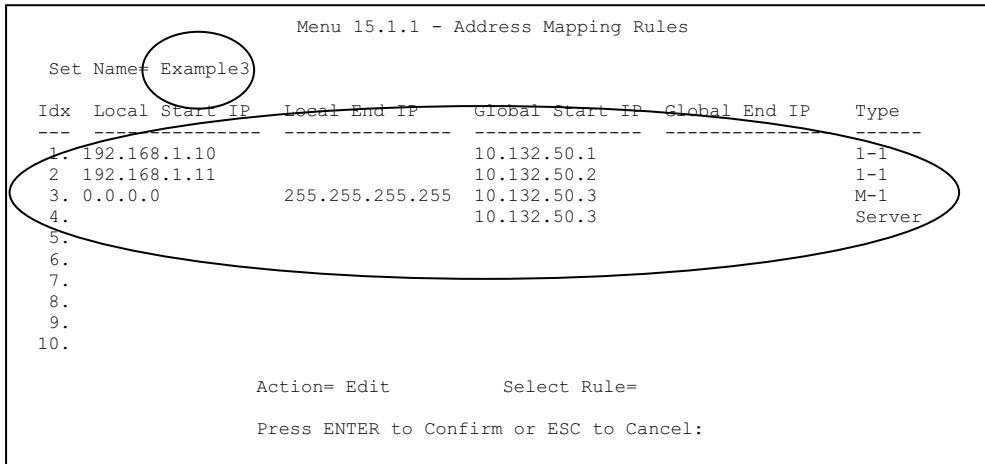 Menu 15.1.1 - Address Mapping Rules
Set Name= Example3
Idx  Local Start IP   Local End IP     Global Start IP  Global End IP    Type
---  ---------------  ---------------  ---------------  ---------------  ------
1. 192.168.1.10                      10.132.50.1                       1-1
2  192.168.1.11                      10.132.50.2                       1-1
3. 0.0.0.0          255.255.255.255  10.132.50.3                       M-1
4.                                   10.132.50.3                       Server
5.
6.
7.
8.
9.
10.
Action= Edit          Select Rule=
Press ENTER to Confirm or ESC to Cancel: